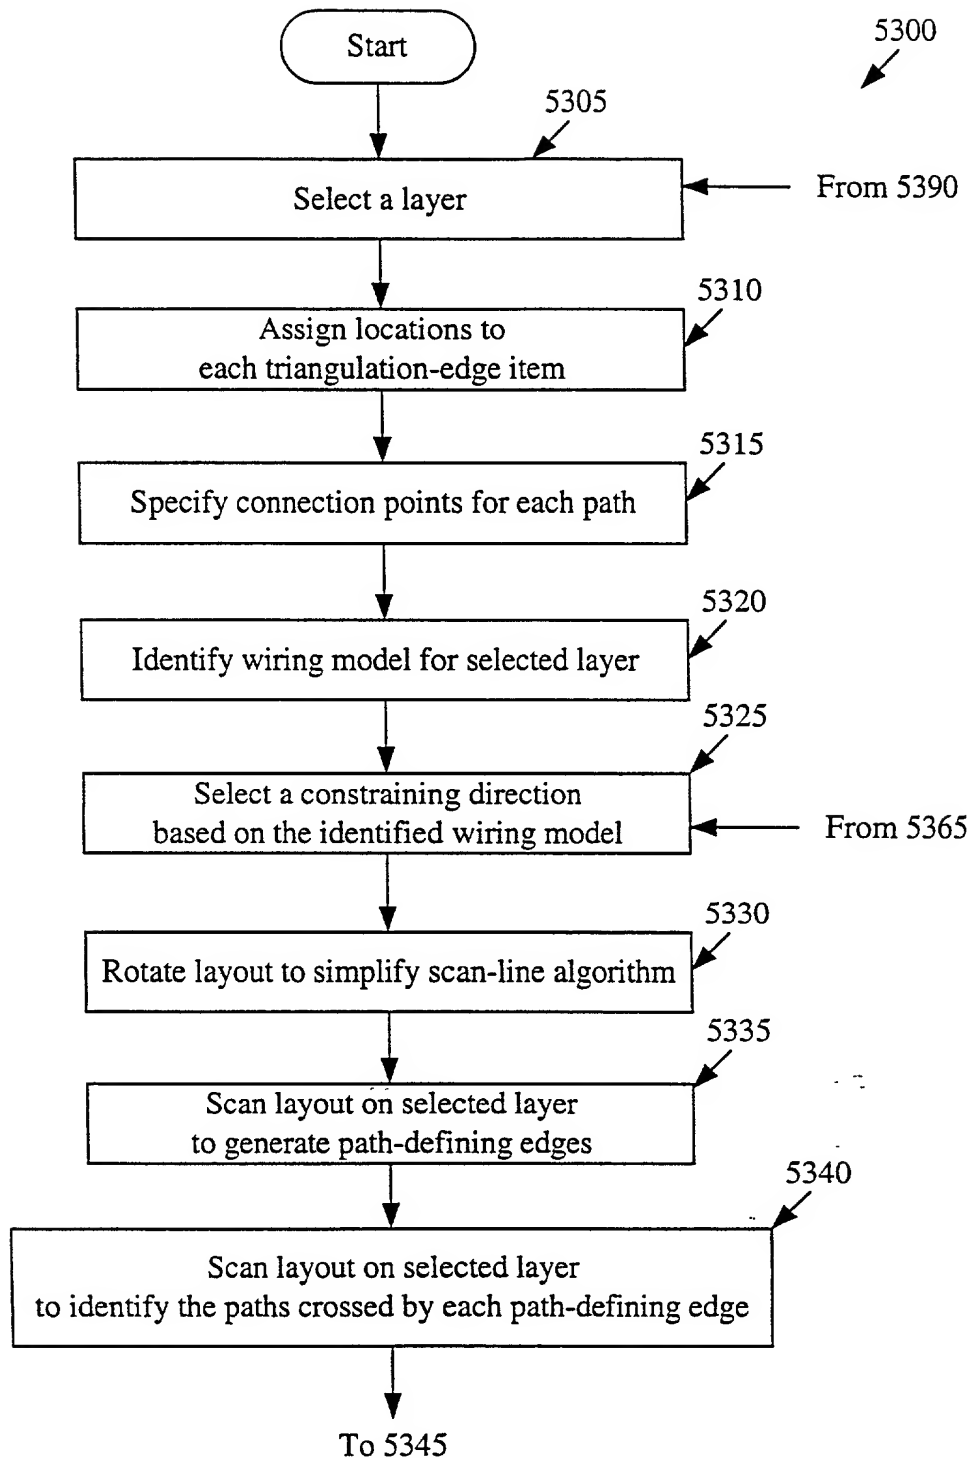 5300
Start
5305
Select a layer
From 5390
5310
Assign locations to
each triangulation-edge item
5315
Specify connection points for each path
5320
Identify wiring model for selected layer
5325
Select a constraining direction
based on the identified wiring model
From 5365
5330
Rotate layout to simplify scan-line algorithm
5335
Scan layout on selected layer
to generate path-defining edges
5340
Scan layout on selected layer
to identify the paths crossed by each path-defining edge
To 5345